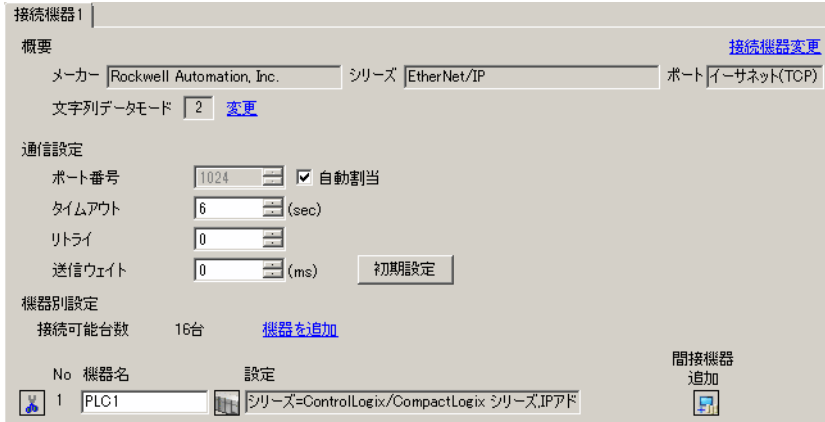 接続機器1
概要 接続機器変更
メーカー Rockwell Automation, Inc. シリーズ EtherNet/IP ポート イーサネット(TCP)
文字列データモード 2 変更
通信設定
ポート番号 1024 自動割当
タイムアウト 6 (sec)
リトライ 0
送信ウェイト 0 (ms) 初期設定
機器別設定
接続可能台数 16台 機器を追加
間接機器
No 機器名 設定 追加
1 PLC1 シリーズ=ControlLogix/CompactLogix シリーズ,IPアド